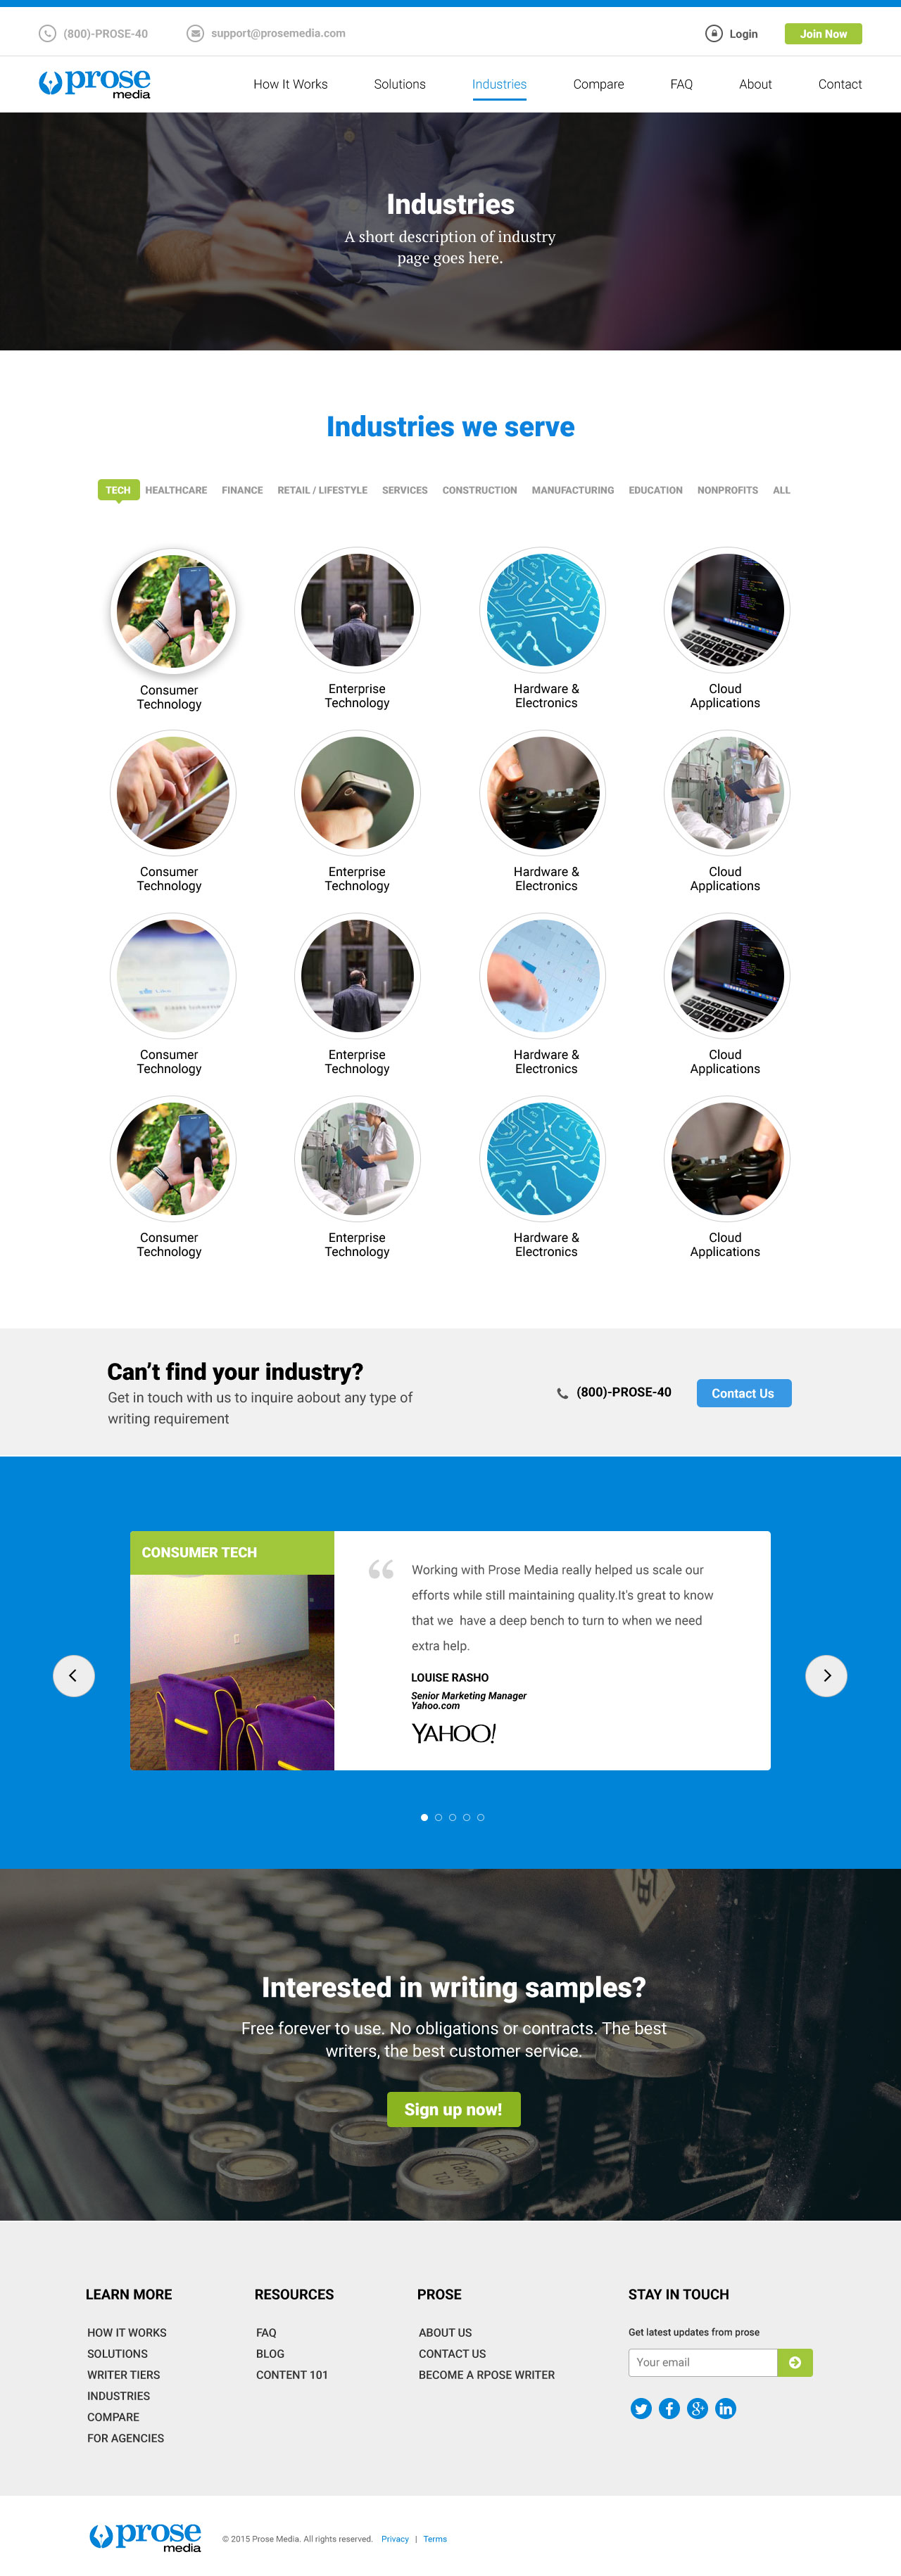 (800)-PROSE-40
support@prosemedia.com
Login
Join Now
prose
media
How It Works
Solutions
Industries
Compare
FAQ
About
Contact
Industries
A short description of industry
page goes here.
Industries we serve
TECH
HEALTHCARE
FINANCE
RETAIL / LIFESTYLE
SERVICES
CONSTRUCTION
MANUFACTURING
EDUCATION
NONPROFITS
ALL
Consumer
Technology
Enterprise
Technology
Hardware &
Electronics
Cloud
Applications
Consumer
Technology
Enterprise
Technology
Hardware &
Electronics
Cloud
Applications
Consumer
Technology
Enterprise
Technology
Hardware &
Electronics
Cloud
Applications
Consumer
Technology
Enterprise
Technology
Hardware &
Electronics
Cloud
Applications
Can't find your industry?
Get in touch with us to inquire aobout any type of
writing requirement
(800)-PROSE-40
Contact Us
CONSUMER TECH
Working with Prose Media really helped us scale our
efforts while still maintaining quality.It's great to know
that we have a deep bench to turn to when we need
extra help.
LOUISE RASHO
Senior Marketing Manager
Yahoo.com
YAHOO!
Interested in writing samples?
Free forever to use. No obligations or contracts. The best
writers, the best customer service.
Sign up now!
LEARN MORE
HOW IT WORKS
SOLUTIONS
WRITER TIERS
INDUSTRIES
COMPARE
FOR AGENCIES
RESOURCES
FAQ
BLOG
CONTENT 101
PROSE
ABOUT US
CONTACT US
BECOME A RPOSE WRITER
STAY IN TOUCH
Get latest updates from prose
Your email
prose
media
© 2015 Prose Media. All rights reserved. Privacy | Terms